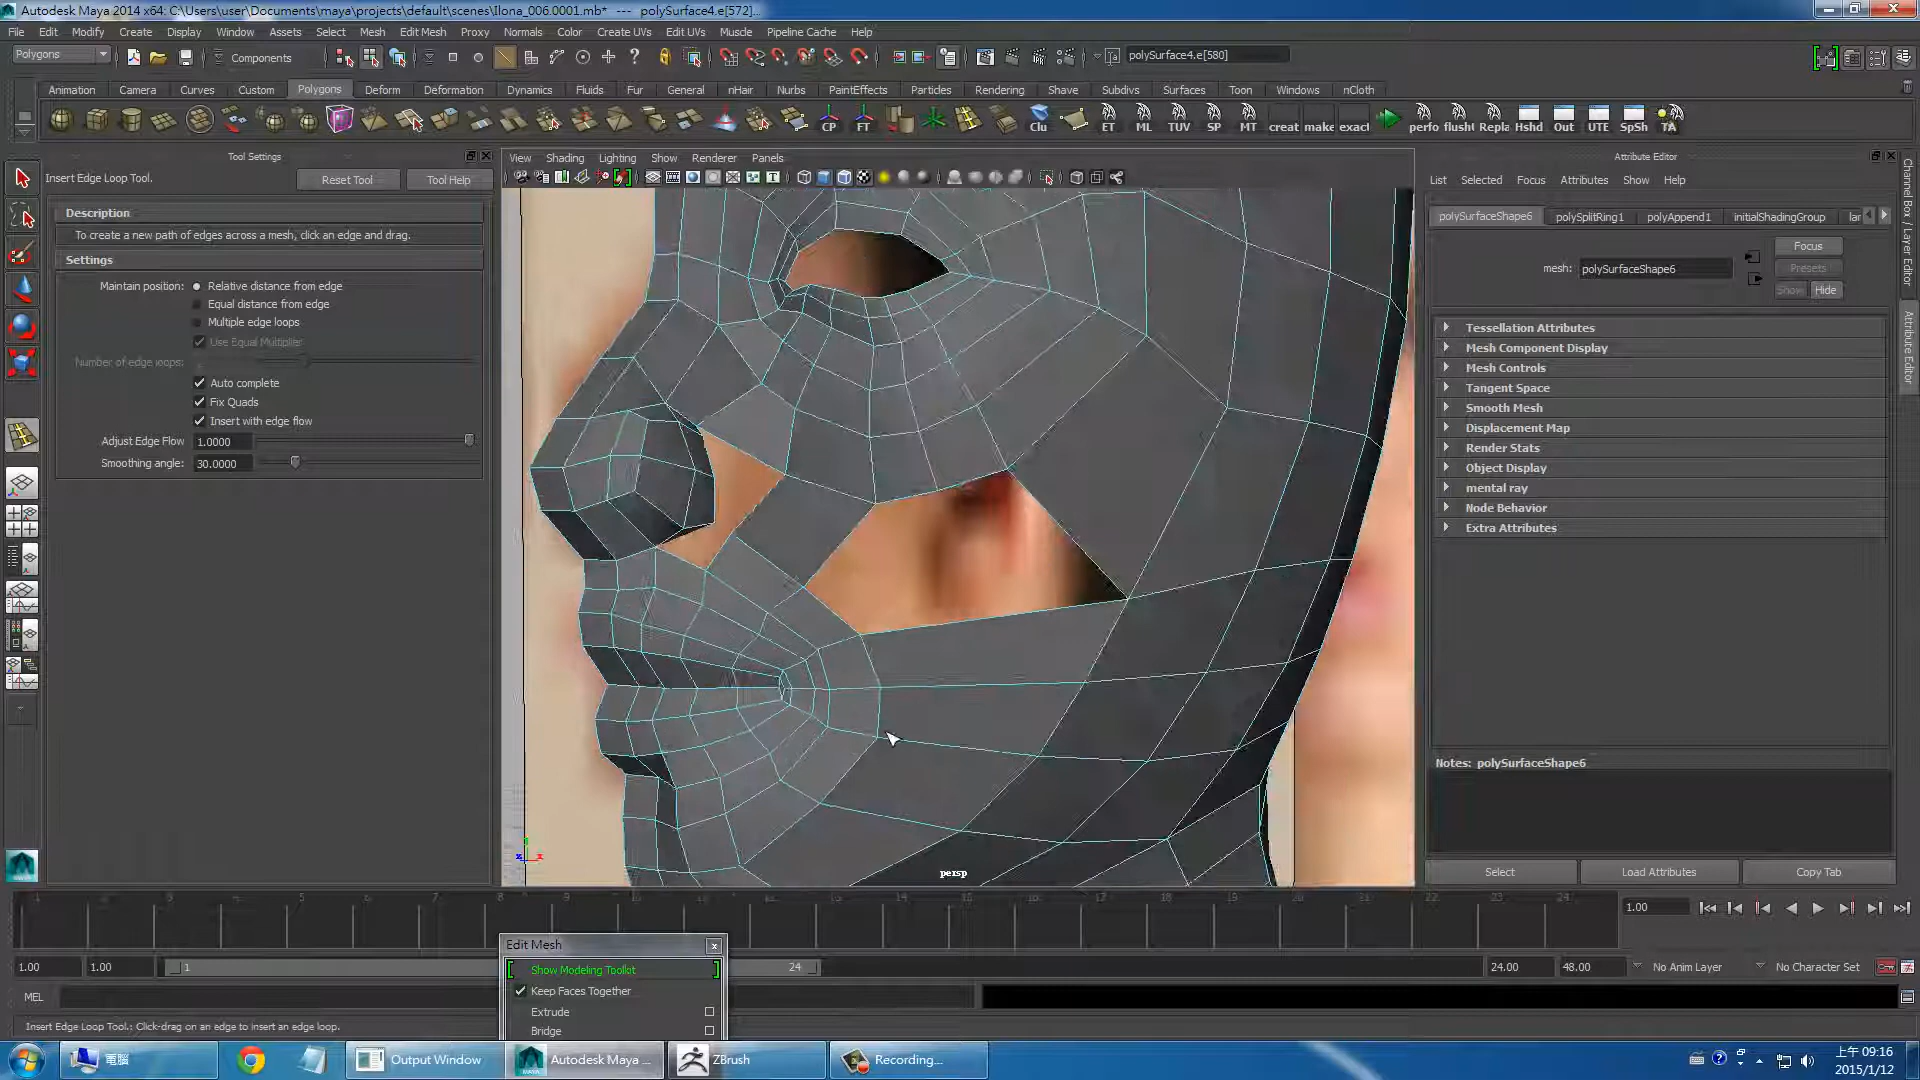 Autodesk Maya 2014 x64: C:\Users\user\Documents\maya\projects\default\scenes\Ilona_006.0001.mb* --- polySurface4.e[572]...
File Edit Modify Create Display Window Assets Select Mesh Edit Mesh Proxy Normals Color Create UVs Edit UVs Muscle Pipeline Cache Help
Polygons Components polySurface4.e[580]
Animation Camera Curves Custom Polygons Deform Deformation Dynamics Fluids Fur General nHair Nurbs PaintEffects Particles Rendering Shave Subdivs Surfaces Toon Windows nCloth
CP FT Clu ET ML TUV SP MT creat make exact perfo flush Repla Hshd Out UTE SpSh TA
Tool Settings
Insert Edge Loop Tool. Reset Tool Tool Help
Description
To create a new path of edges across a mesh, click an edge and drag.
Settings
Maintain position: Relative distance from edge
Equal distance from edge
Multiple edge loops
Use Equal Multiplier
Number of edge loops:
Auto complete
Fix Quads
Insert with edge flow
Adjust Edge Flow 1.0000
Smoothing angle: 30.0000
View Shading Lighting Show Renderer Panels
persp
Attribute Editor
List Selected Focus Attributes Show Help
polySurfaceShape6 polySplitRing1 polyAppend1 initialShadingGroup lar
Focus
mesh: polySurfaceShape6 Presets
Show Hide
Tessellation Attributes
Mesh Component Display
Mesh Controls
Tangent Space
Smooth Mesh
Displacement Map
Render Stats
Object Display
mental ray
Node Behavior
Extra Attributes
Notes: polySurfaceShape6
Select Load Attributes Copy Tab
Channel Box / Layer Editor
Attribute Editor
1.00
1.00 1.00 1 24 24.00 48.00 No Anim Layer No Character Set
Edit Mesh
Show Modeling Toolkit
Keep Faces Together
Extrude
Bridge
MEL
Insert Edge Loop Tool.: Click-drag on an edge to insert an edge loop.
電腦 Output Window Autodesk Maya ... ZBrush Recording...
上午 09:16
2015/1/12